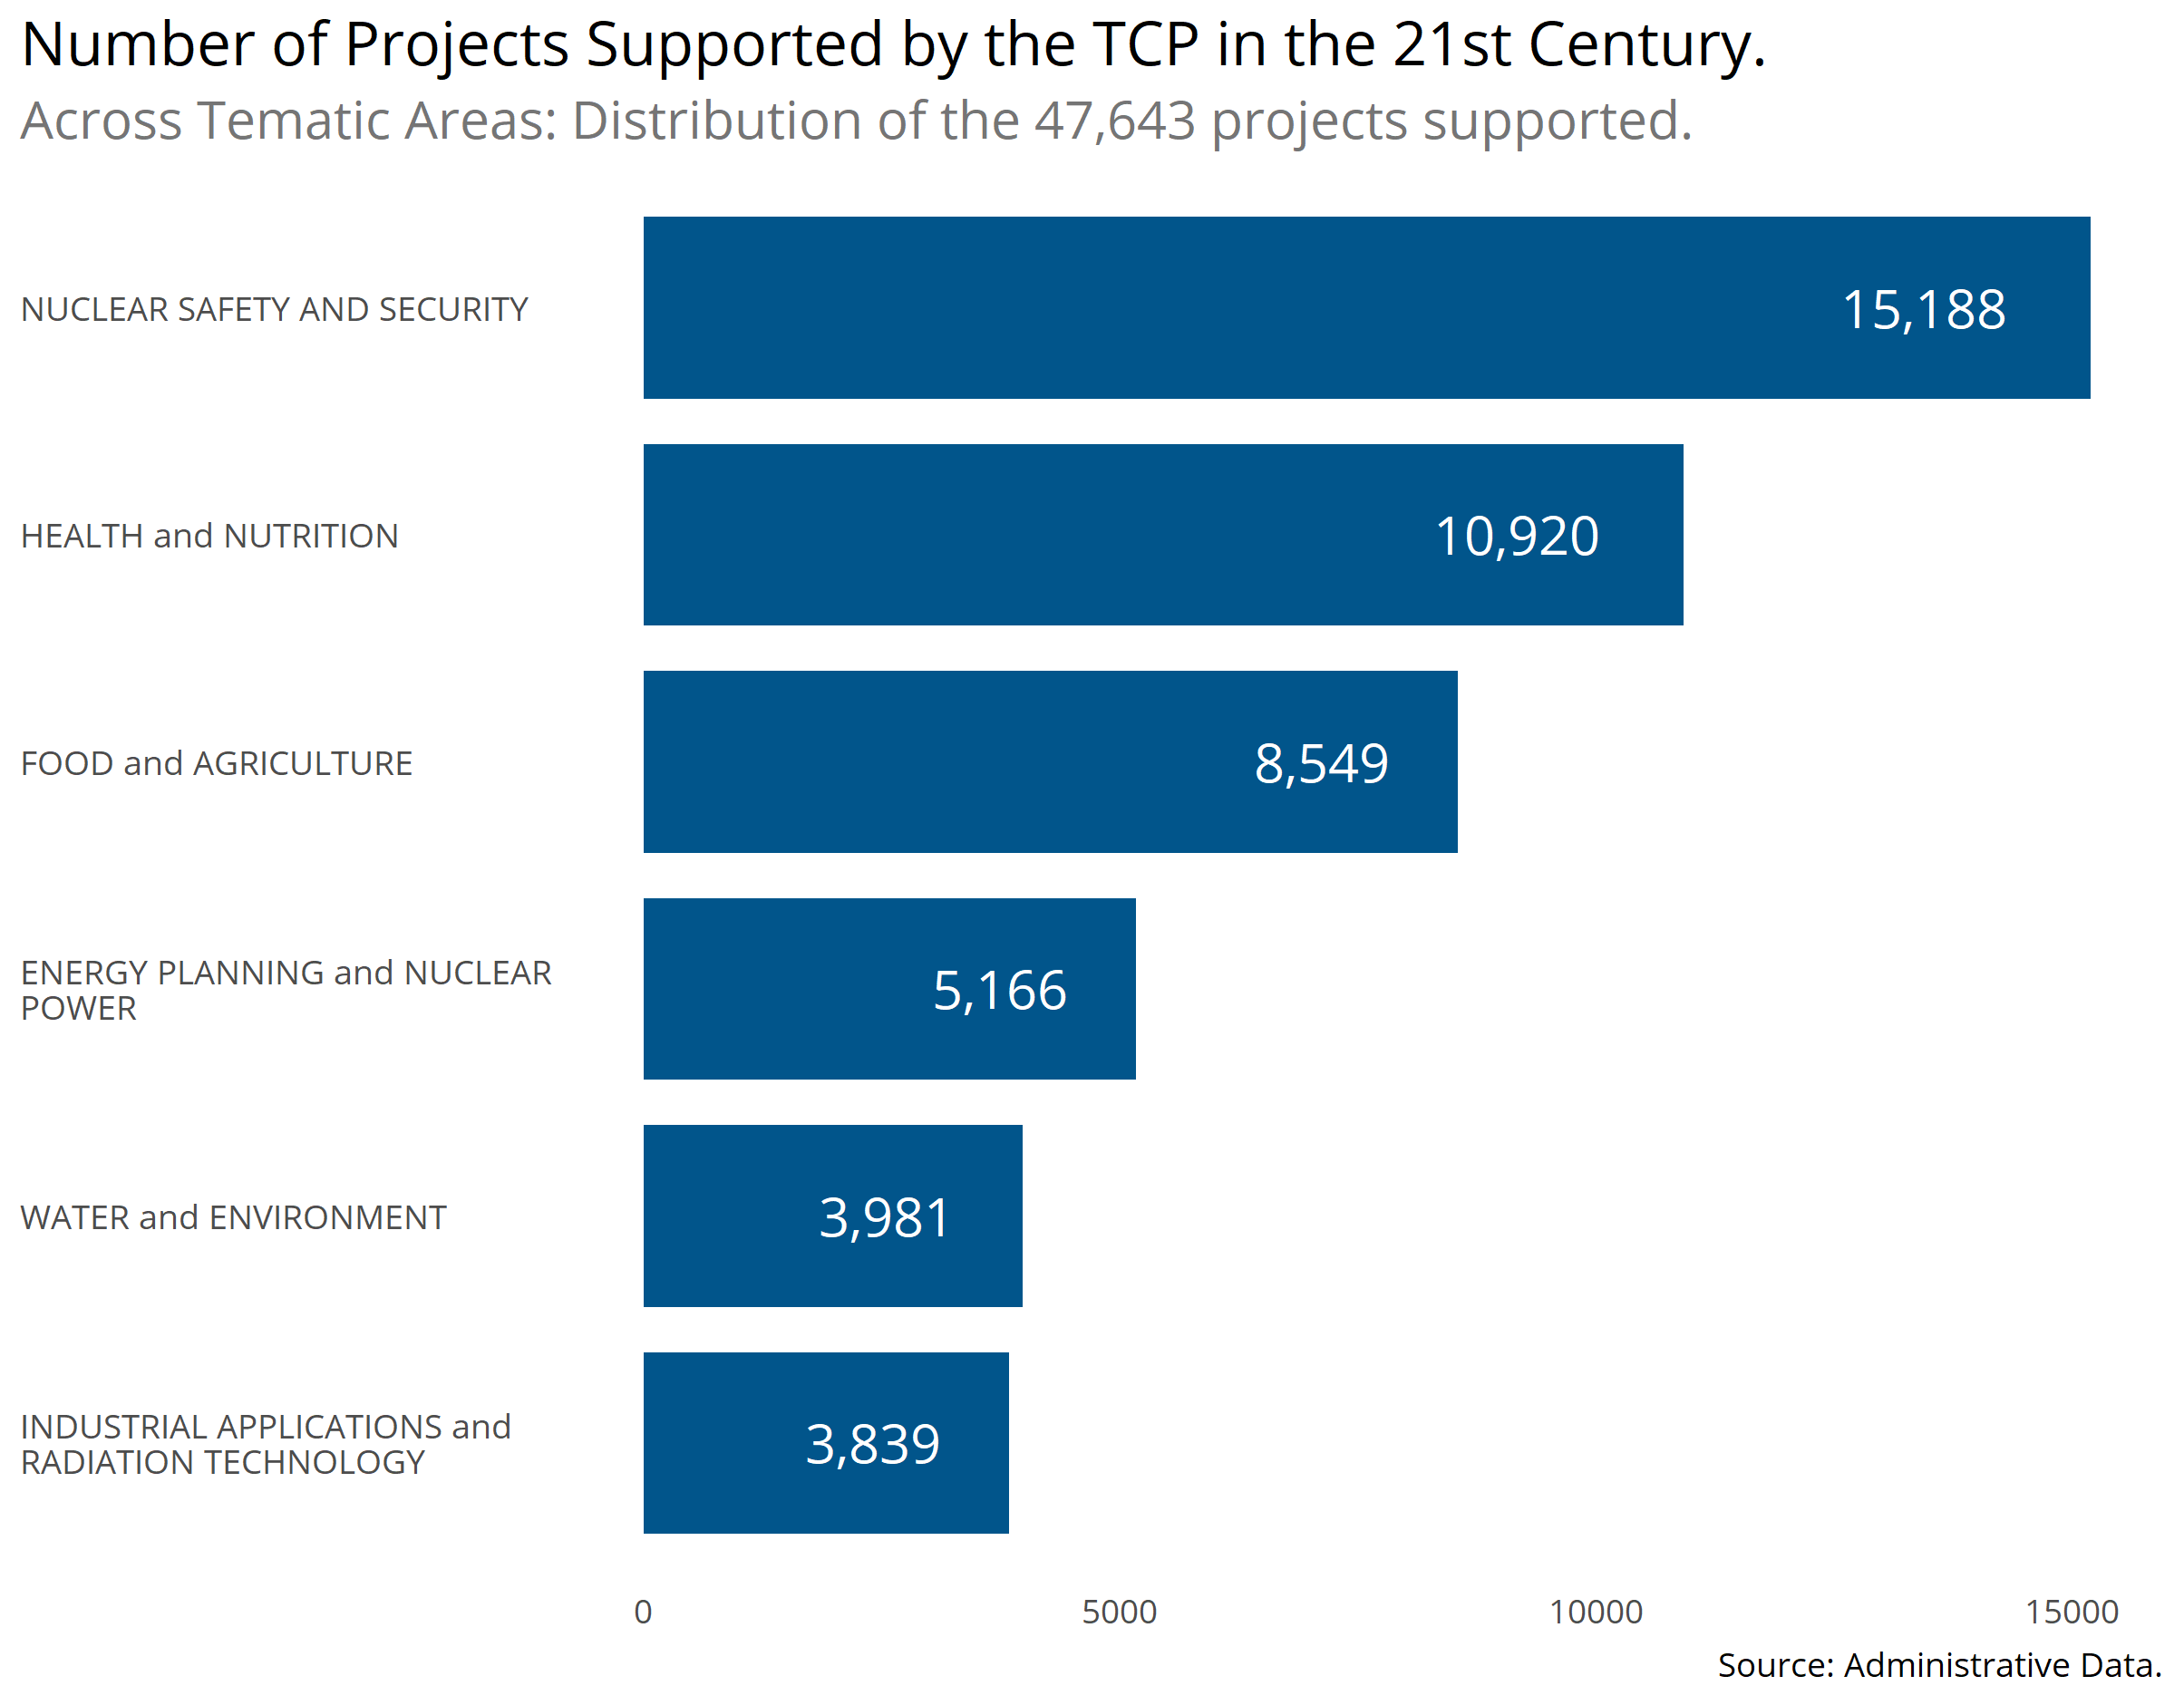 Number of Projects Supported by the TCP in the 21st Century.
Across Tematic Areas: Distribution of the 47,643 projects supported.
NUCLEAR SAFETY AND SECURITY
15,188
HEALTH and NUTRITION
10,920
FOOD and AGRICULTURE
8,549
ENERGY PLANNING and NUCLEAR
POWER
5,166
WATER and ENVIRONMENT
3,981
INDUSTRIAL APPLICATIONS and
RADIATION TECHNOLOGY
3,839
0 5000 10000 15000
Source: Administrative Data.